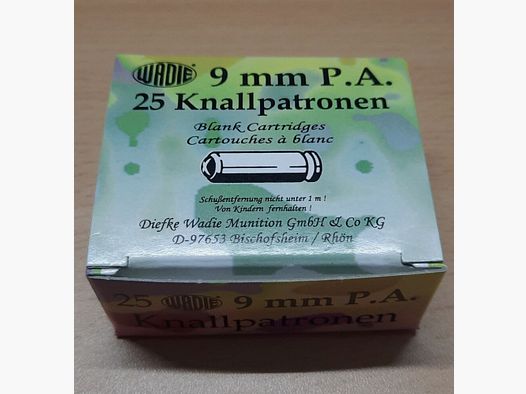 WADIE 9 mm P.A.
25 Knallpatronen
Blank Cartridges
Cartouches à blanc
Schußentfernung nicht unter 1 m !
Von Kindern fernhalten !
Diefke Wadie Munition GmbH & Co KG
D-97653 Bischofsheim / Rhön
25 WADIE 9 mm P.A.
Knallpatronen